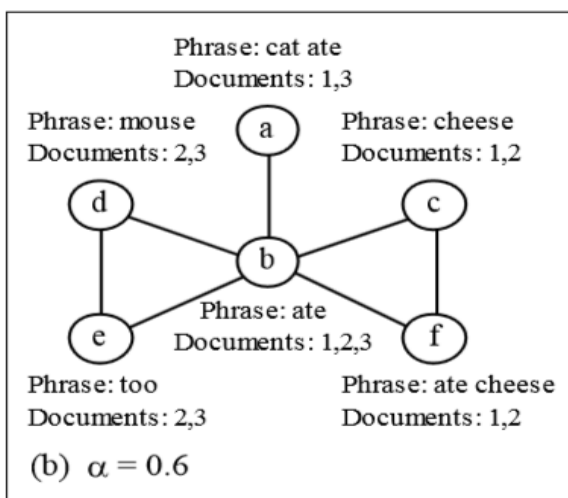 Phrase: cat ate
Documents: 1,3
a
Phrase: mouse
Documents: 2,3
d
Phrase: cheese
Documents: 1,2
c
b
Phrase: ate
Documents: 1,2,3
e
Phrase: too
Documents: 2,3
f
Phrase: ate cheese
Documents: 1,2
(b) α = 0.6